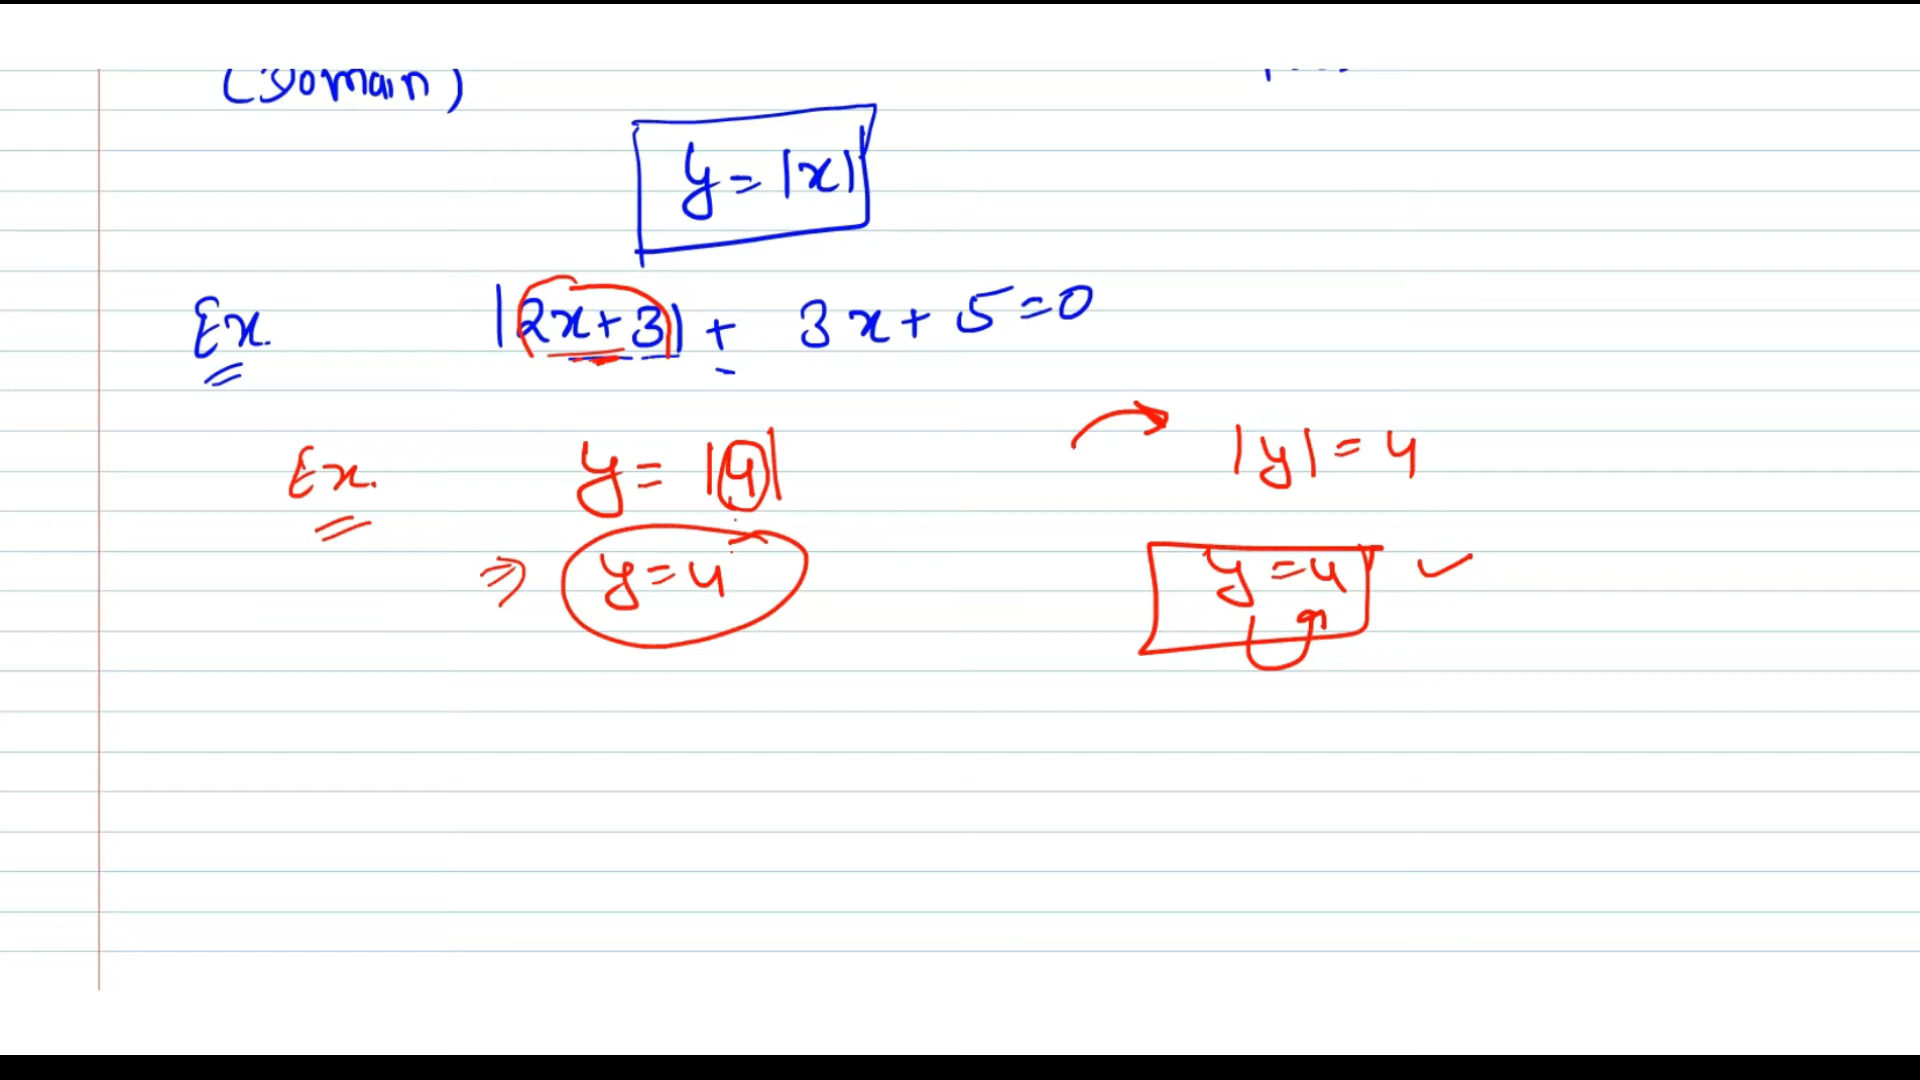 (Domain)
y = |x|
Ex. |2x+3| + 3x + 5 = 0
Ex. y = |4| |y| = 4
⇒ y = 4 y = 4 ✓